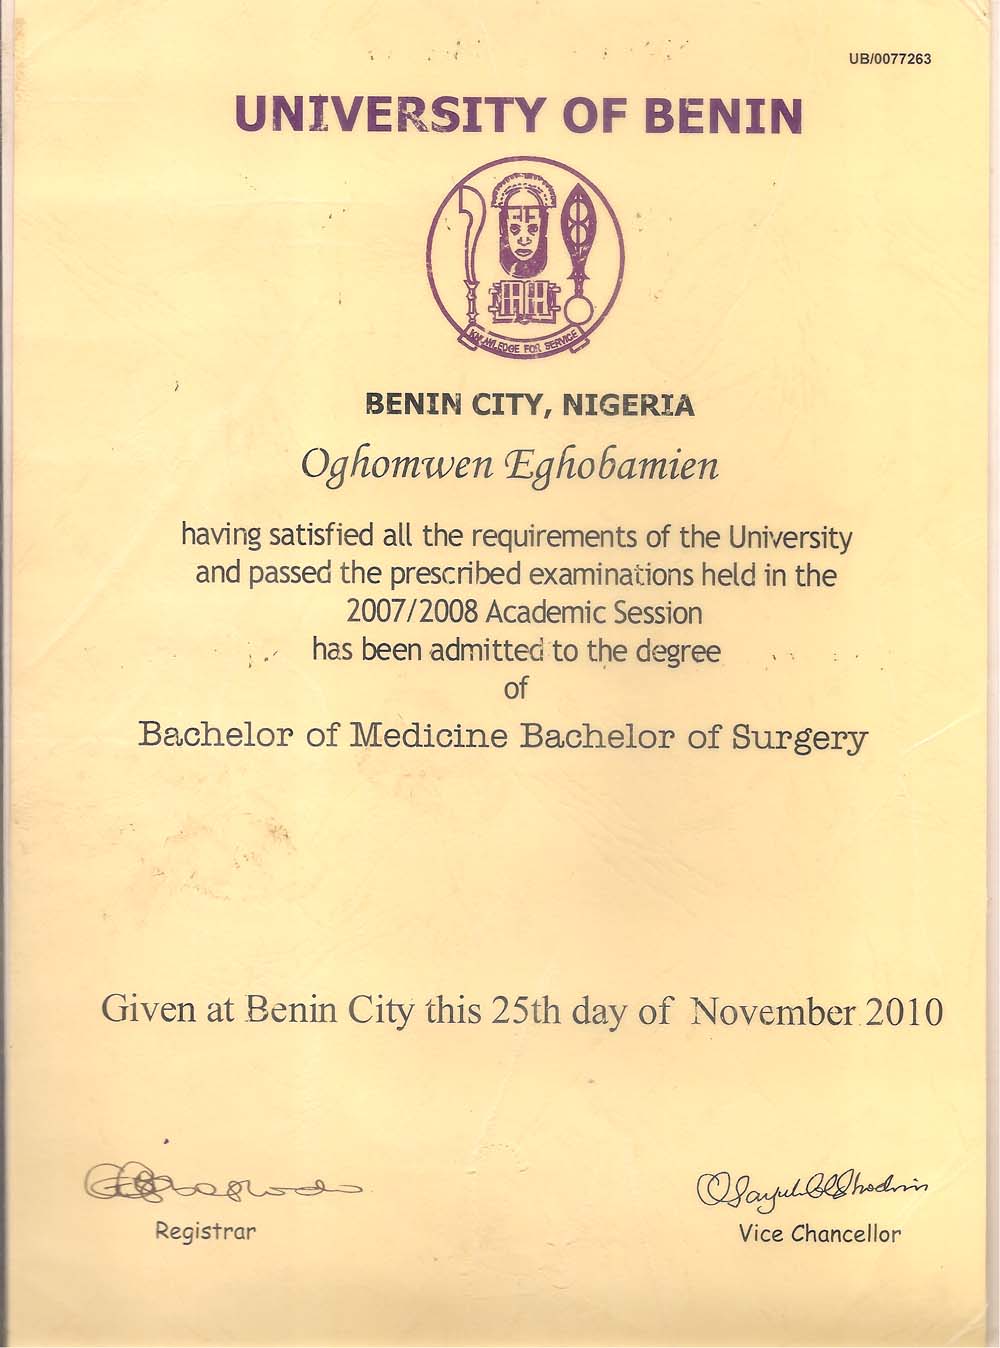 UB/0077263
UNIVERSITY OF BENIN
KNOWLEDGE FOR SERVICE
BENIN CITY, NIGERIA
Oghomwen Eghobamien
having satisfied all the requirements of the University
and passed the prescribed examinations held in the
2007/2008 Academic Session
has been admitted to the degree
of
Bachelor of Medicine Bachelor of Surgery
Given at Benin City this 25th day of November 2010
Registrar
Vice Chancellor